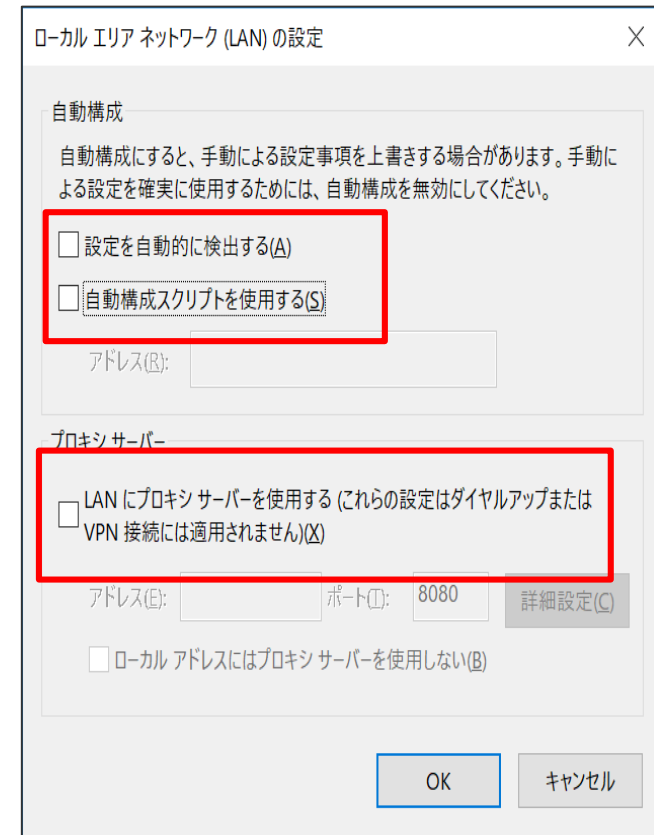 ローカル エリア ネットワーク (LAN) の設定
自動構成
自動構成にすると、手動による設定事項を上書きする場合があります。手動に
よる設定を確実に使用するためには、自動構成を無効にしてください。
設定を自動的に検出する(A)
自動構成スクリプトを使用する(S)
アドレス(R):
プロキシ サーバー
LAN にプロキシ サーバーを使用する (これらの設定はダイヤルアップまたは
VPN 接続には適用されません)(X)
アドレス(E): ポート(T): 8080 詳細設定(C)
ローカル アドレスにはプロキシ サーバーを使用しない(B)
OK キャンセル